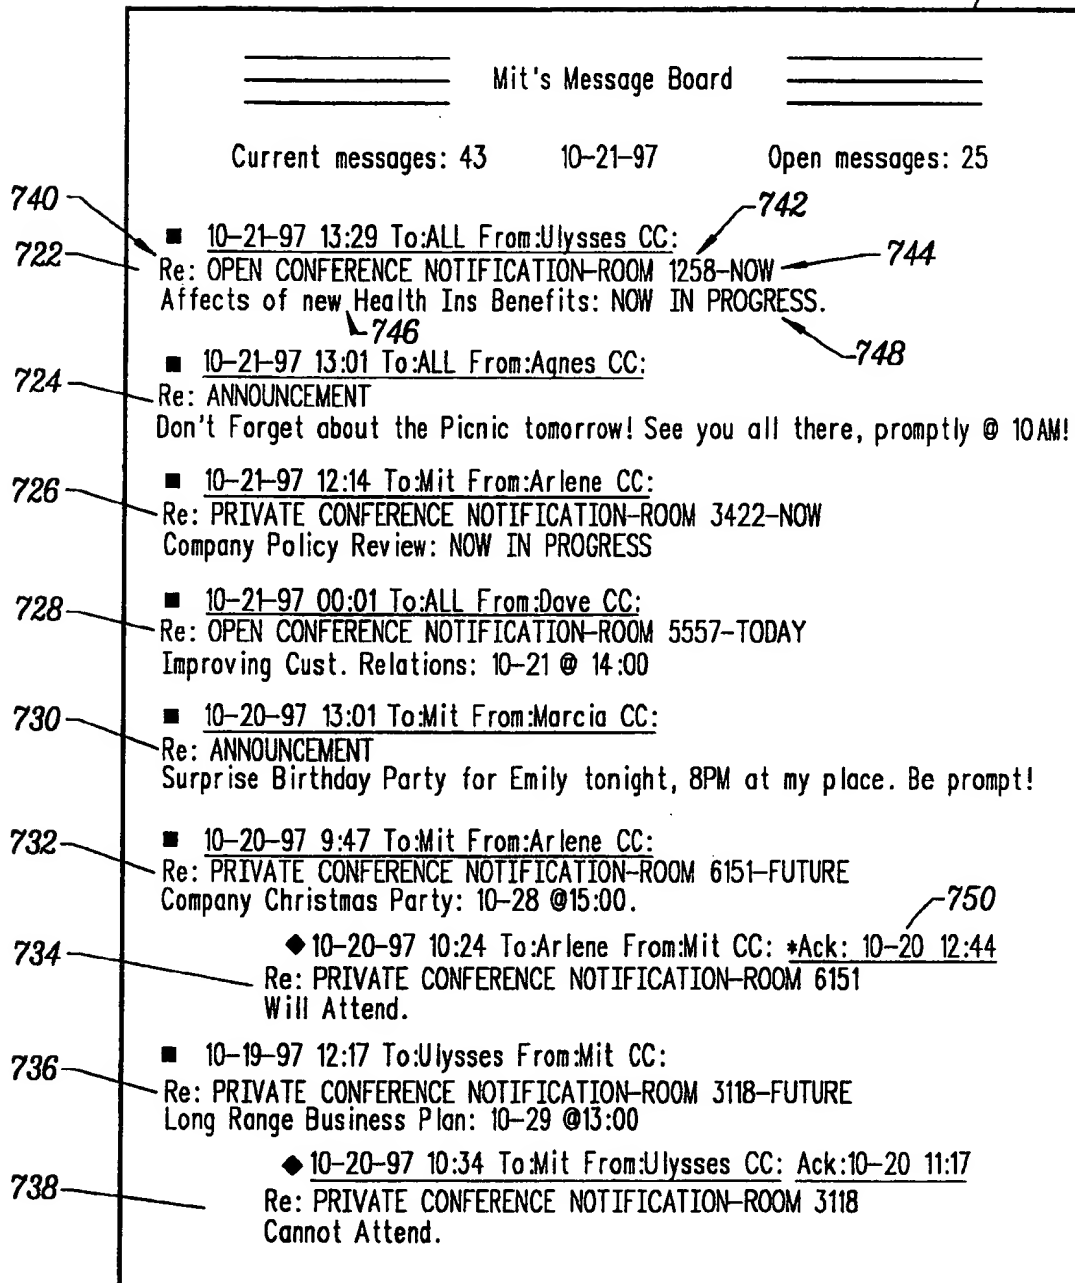 Mit's Message Board
Current messages: 43 10-21-97 Open messages: 25
740
742
■ 10-21-97 13:29 To:ALL From:Ulysses CC:
722 Re: OPEN CONFERENCE NOTIFICATION-ROOM 1258-NOW 744
Affects of new Health Ins Benefits: NOW IN PROGRESS.
746
748
■ 10-21-97 13:01 To:ALL From:Agnes CC:
724 Re: ANNOUNCEMENT
Don't Forget about the Picnic tomorrow! See you all there, promptly @ 10AM!
726 ■ 10-21-97 12:14 To:Mit From:Arlene CC:
Re: PRIVATE CONFERENCE NOTIFICATION-ROOM 3422-NOW
Company Policy Review: NOW IN PROGRESS
728 ■ 10-21-97 00:01 To:ALL From:Dave CC:
Re: OPEN CONFERENCE NOTIFICATION-ROOM 5557-TODAY
Improving Cust. Relations: 10-21 @ 14:00
730 ■ 10-20-97 13:01 To:Mit From:Marcia CC:
Re: ANNOUNCEMENT
Surprise Birthday Party for Emily tonight, 8PM at my place. Be prompt!
732 ■ 10-20-97 9:47 To:Mit From:Arlene CC:
Re: PRIVATE CONFERENCE NOTIFICATION-ROOM 6151-FUTURE
Company Christmas Party: 10-28 @15:00.
750
734 ◆10-20-97 10:24 To:Arlene From:Mit CC: *Ack: 10-20 12:44
Re: PRIVATE CONFERENCE NOTIFICATION-ROOM 6151
Will Attend.
736 ■ 10-19-97 12:17 To:Ulysses From:Mit CC:
Re: PRIVATE CONFERENCE NOTIFICATION-ROOM 3118-FUTURE
Long Range Business Plan: 10-29 @13:00
◆10-20-97 10:34 To:Mit From:Ulysses CC: Ack:10-20 11:17
738 Re: PRIVATE CONFERENCE NOTIFICATION-ROOM 3118
Cannot Attend.